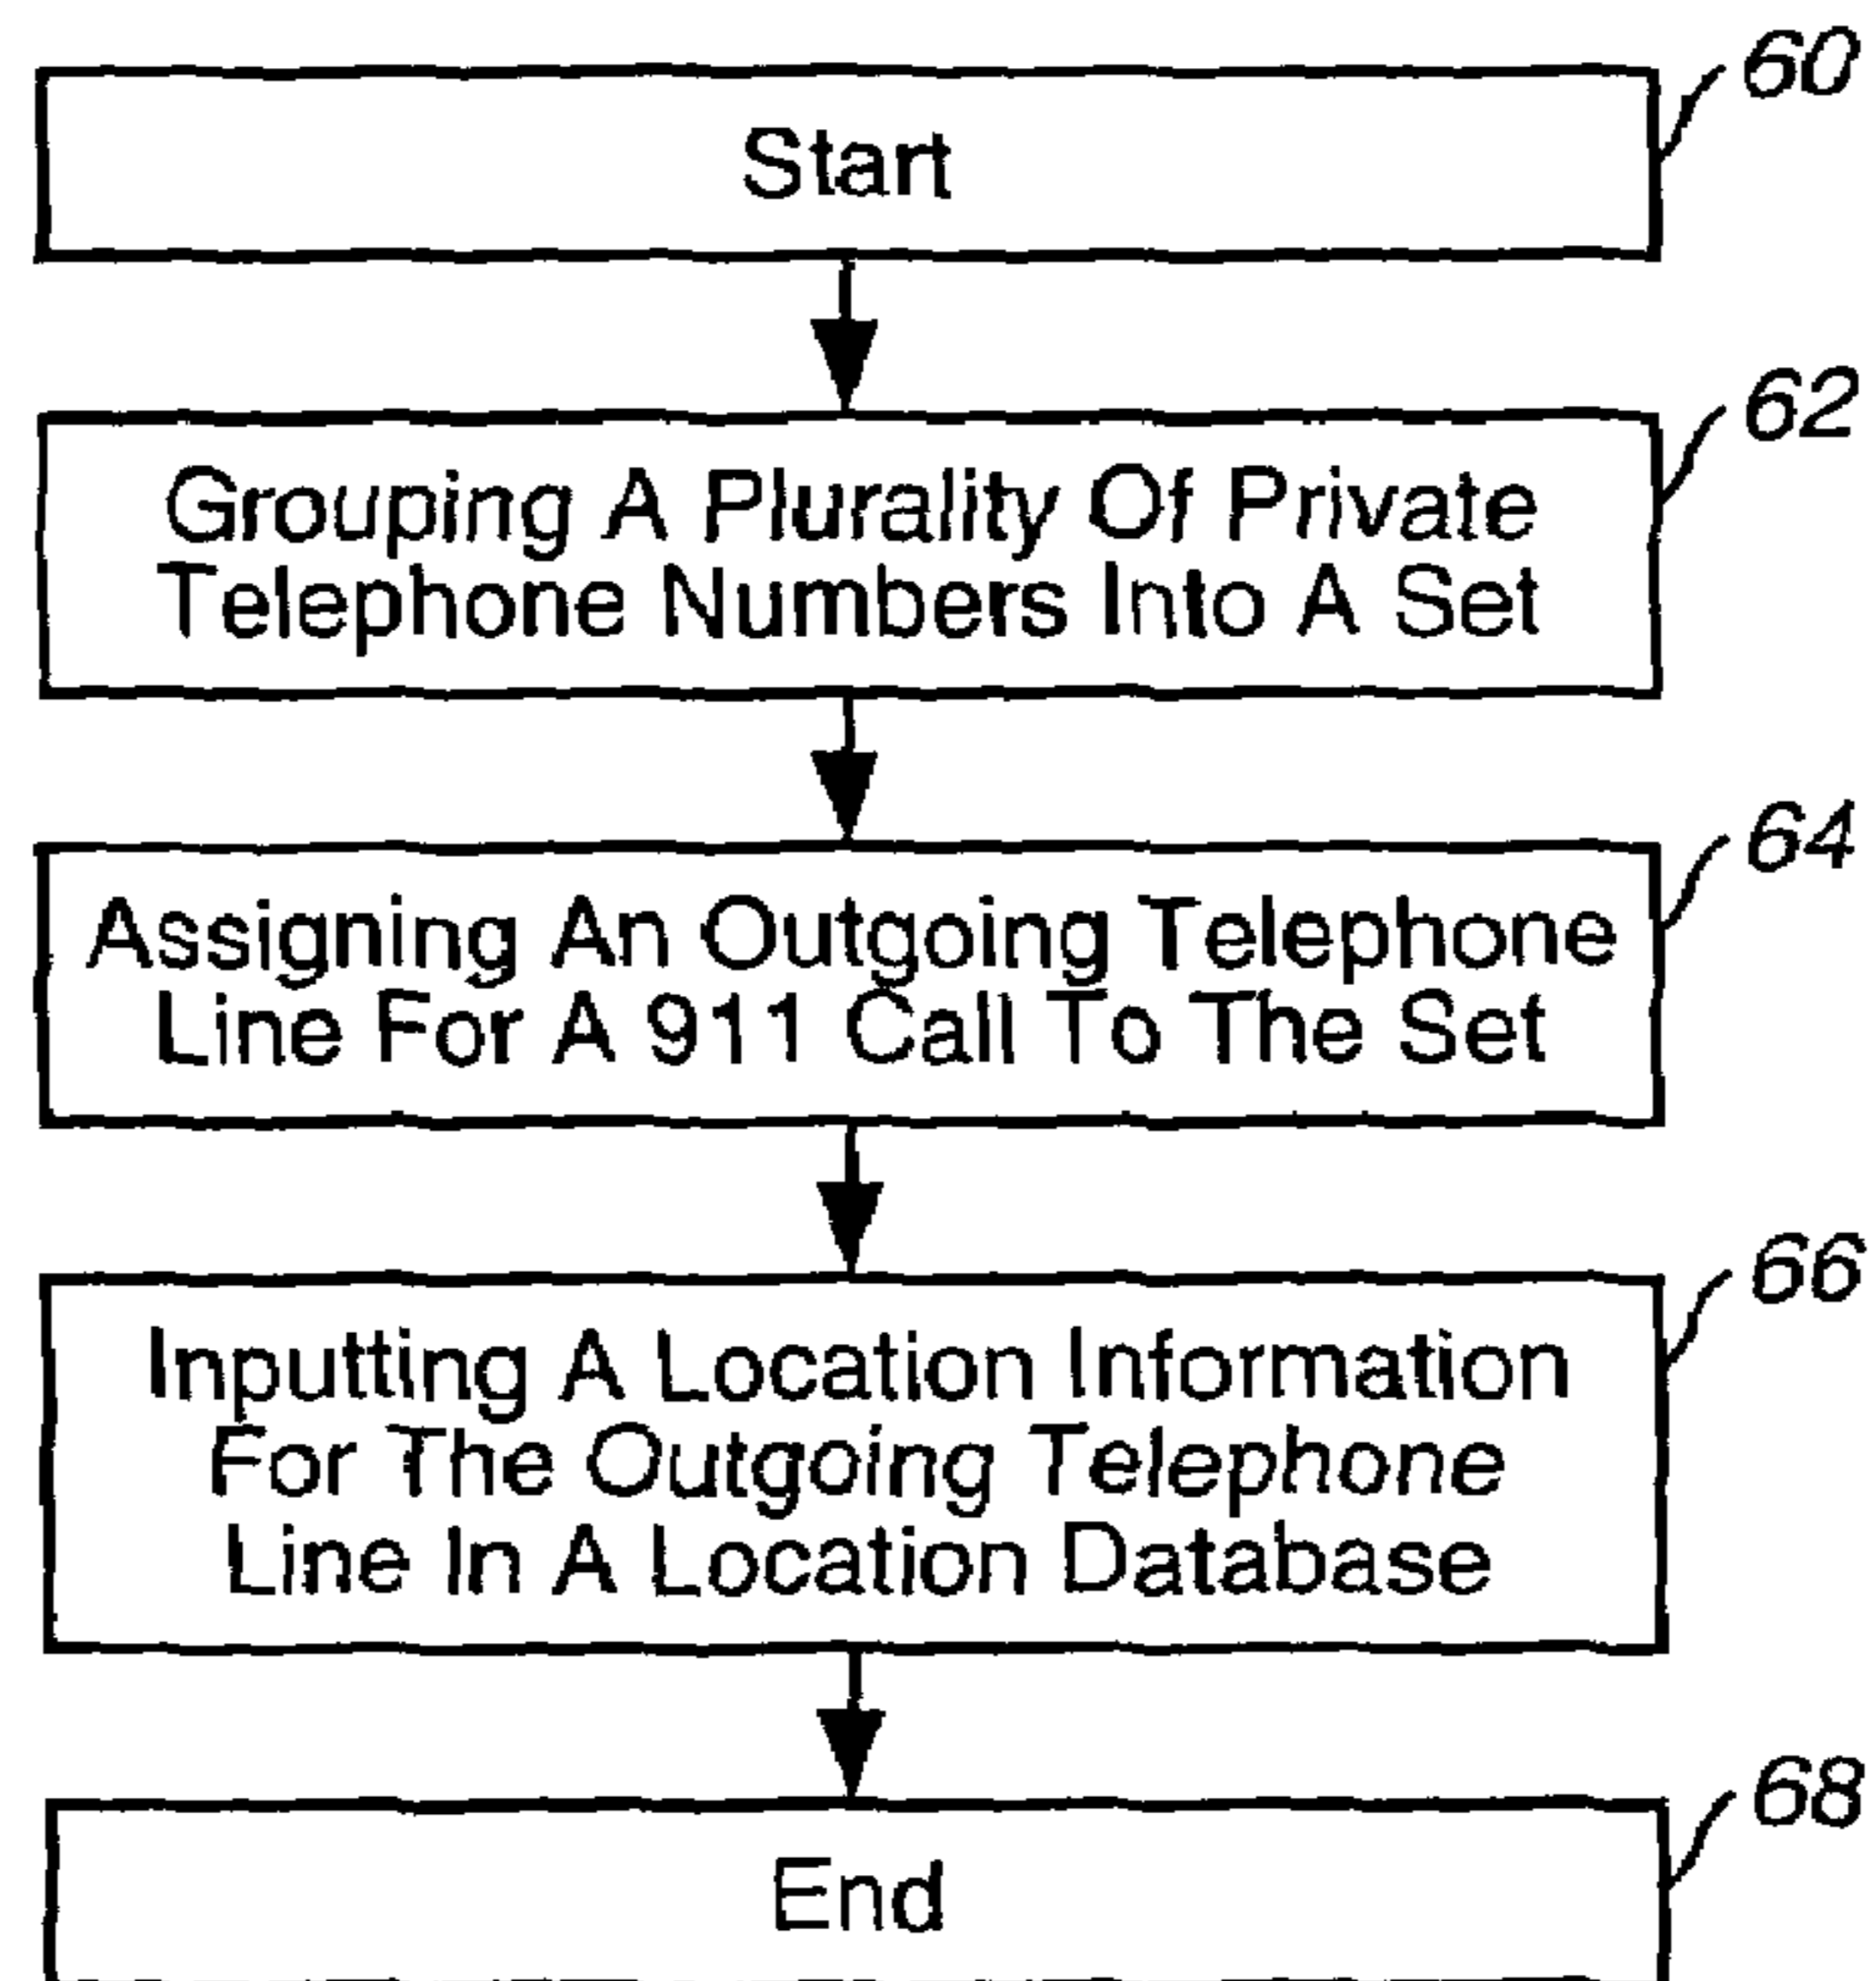 60
Start
62
Grouping A Plurality Of Private
Telephone Numbers Into A Set
64
Assigning An Outgoing Telephone
Line For A 911 Call To The Set
66
Inputting A Location Information
For The Outgoing Telephone
Line In A Location Database
68
End